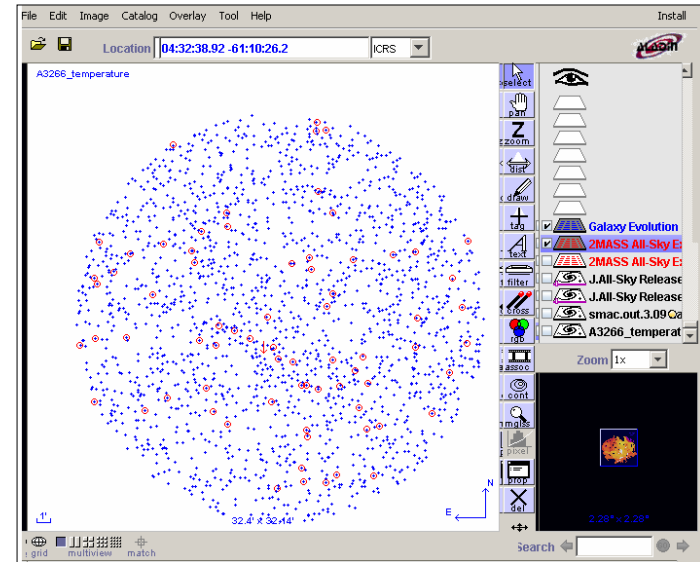 File Edit Image Catalog Overlay Tool Help Install
Location 04:32:38.92 -61:10:26.2 ICRS
Aladin
A3266_temperature
select
pan
Z
zoom
dist
draw
tag
text
filter
cross
rgb
assoc
cont
mglss
pixel
prop
del
Galaxy Evolution
2MASS All-Sky E
2MASS All-Sky E
J.All-Sky Release
J.All-Sky Release
smac.out.3.09
A3266_temperat
Zoom 1x
1'
32.4' x 32.14'
N
E
2.28° x 2.28°
grid multiview match
Search